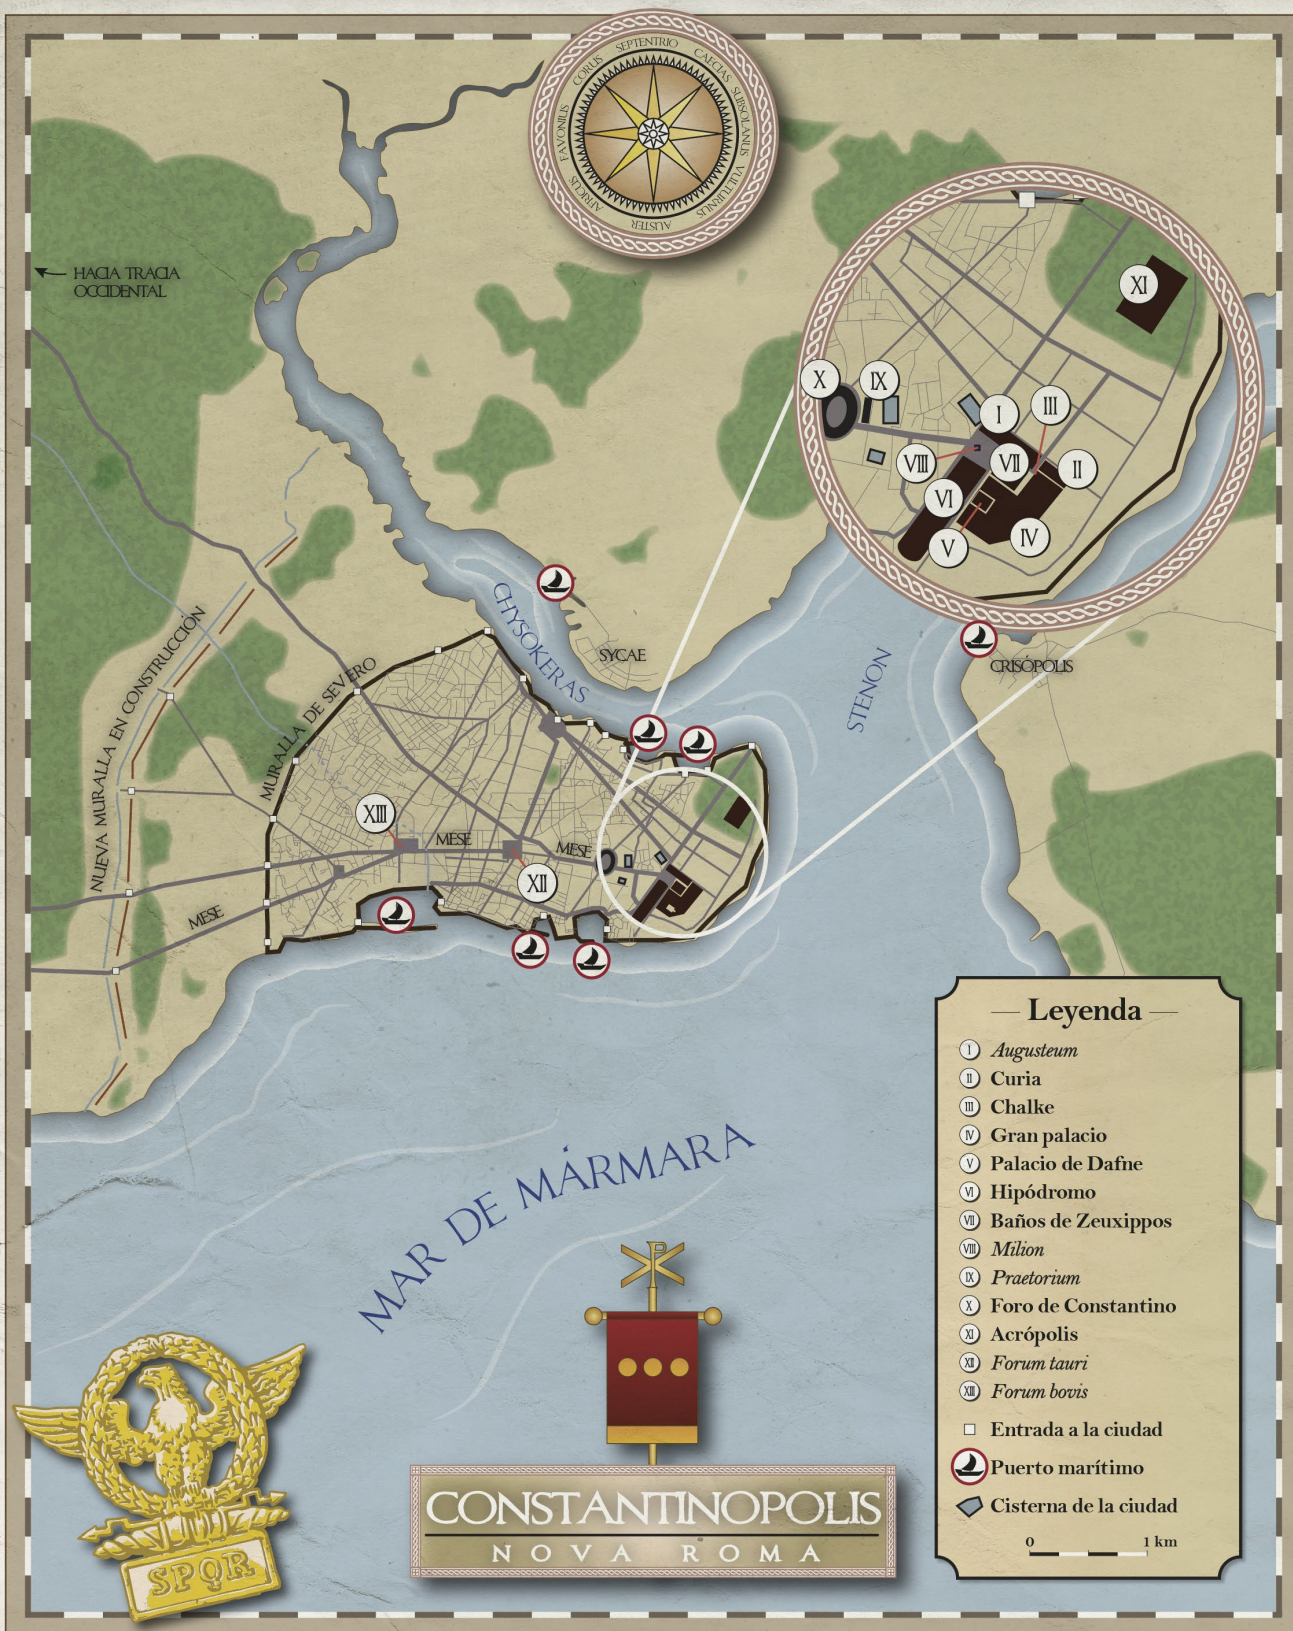 SEPTENTRIO
CAECIAS
SUBSOLANUS
VULTURNUS
AUSTER
AFRICUS
FAVONIUS
CORUS
HACIA TRACIA
OCCIDENTAL
XI
X
IX
I
III
VIII
VII
II
VI
V
IV
CHYSOKERAS
SYCAE
STENON
CRISÓPOLIS
NUEVA MURALLA EN CONSTRUCCIÓN
MURALLA DE SEVERO
XIII
MESE
MESE
XII
MESE
MAR DE MÁRMARA
Leyenda
I Augusteum
II Curia
III Chalke
IV Gran palacio
V Palacio de Dafne
VI Hipódromo
VII Baños de Zeuxippos
VIII Milion
IX Praetorium
X Foro de Constantino
XI Acrópolis
XII Forum tauri
XIII Forum bovis
Entrada a la ciudad
Puerto marítimo
Cisterna de la ciudad
0 1 km
CONSTANTINOPOLIS
NOVA ROMA
SPQR